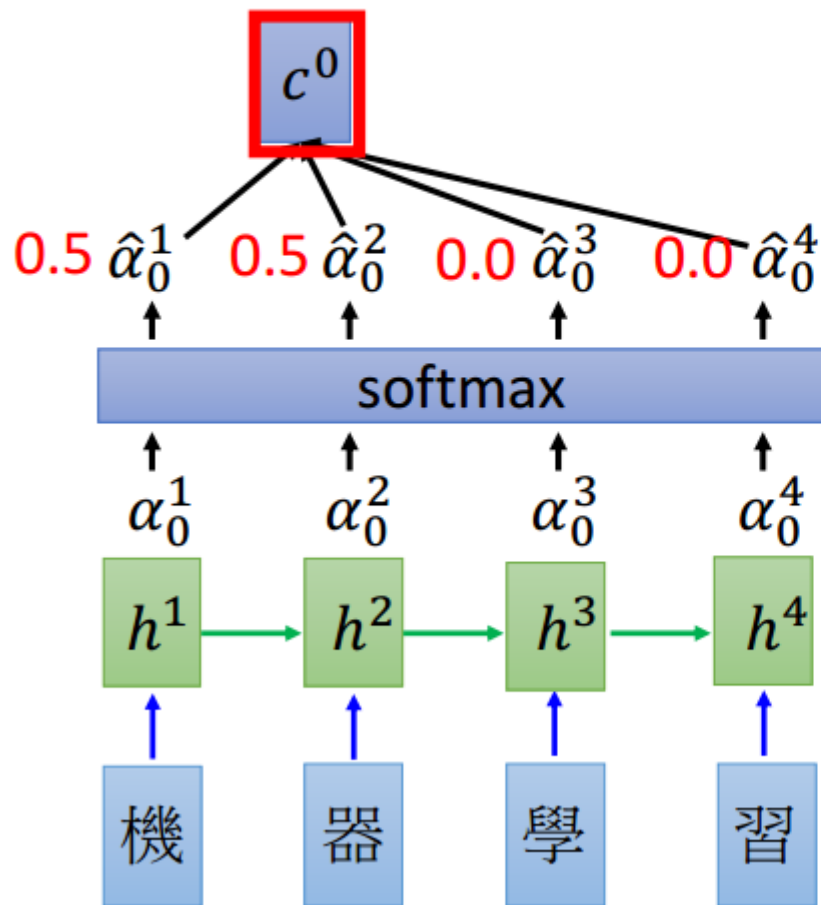 c⁰
0.5 α̂₀¹ 0.5 α̂₀² 0.0 α̂₀³ 0.0 α̂₀⁴
softmax
α₀¹ α₀² α₀³ α₀⁴
h¹ h² h³ h⁴
機 器 學 習